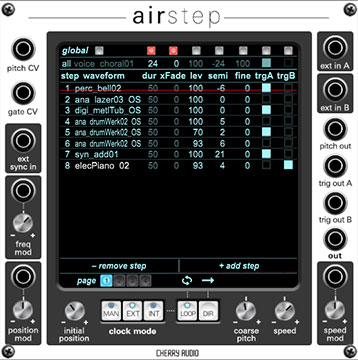 airstep
global
all voice_choral01 24 0 100 -24 100
step waveform dur xFade lev semi fine trgA trgB
1 perc_bell02 50 0 100 -6 0
2 ana_lazer03_OS 50 0 100 0 0
3 digi_metlTub_OS 50 0 100 0 0
4 ana_drumWerk02_OS 50 0 100 5 0
5 ana_drumWerk02_OS 50 0 70 2 0
6 ana_drumWerk02_OS 50 0 93 6 0
7 syn_add01 50 0 100 21 0
8 elecPiano_02 50 0 93 4 0
– remove step + add step
page 1
pitch CV
gate CV
ext sync in
– +
freq mod
– +
position mod
ext in A
ext in B
pitch out
trig out A
trig out B
out
– +
speed mod
– +
initial position
MAN EXT INT
clock mode
LOOP DIR
– +
coarse pitch
– +
speed
CHERRY AUDIO